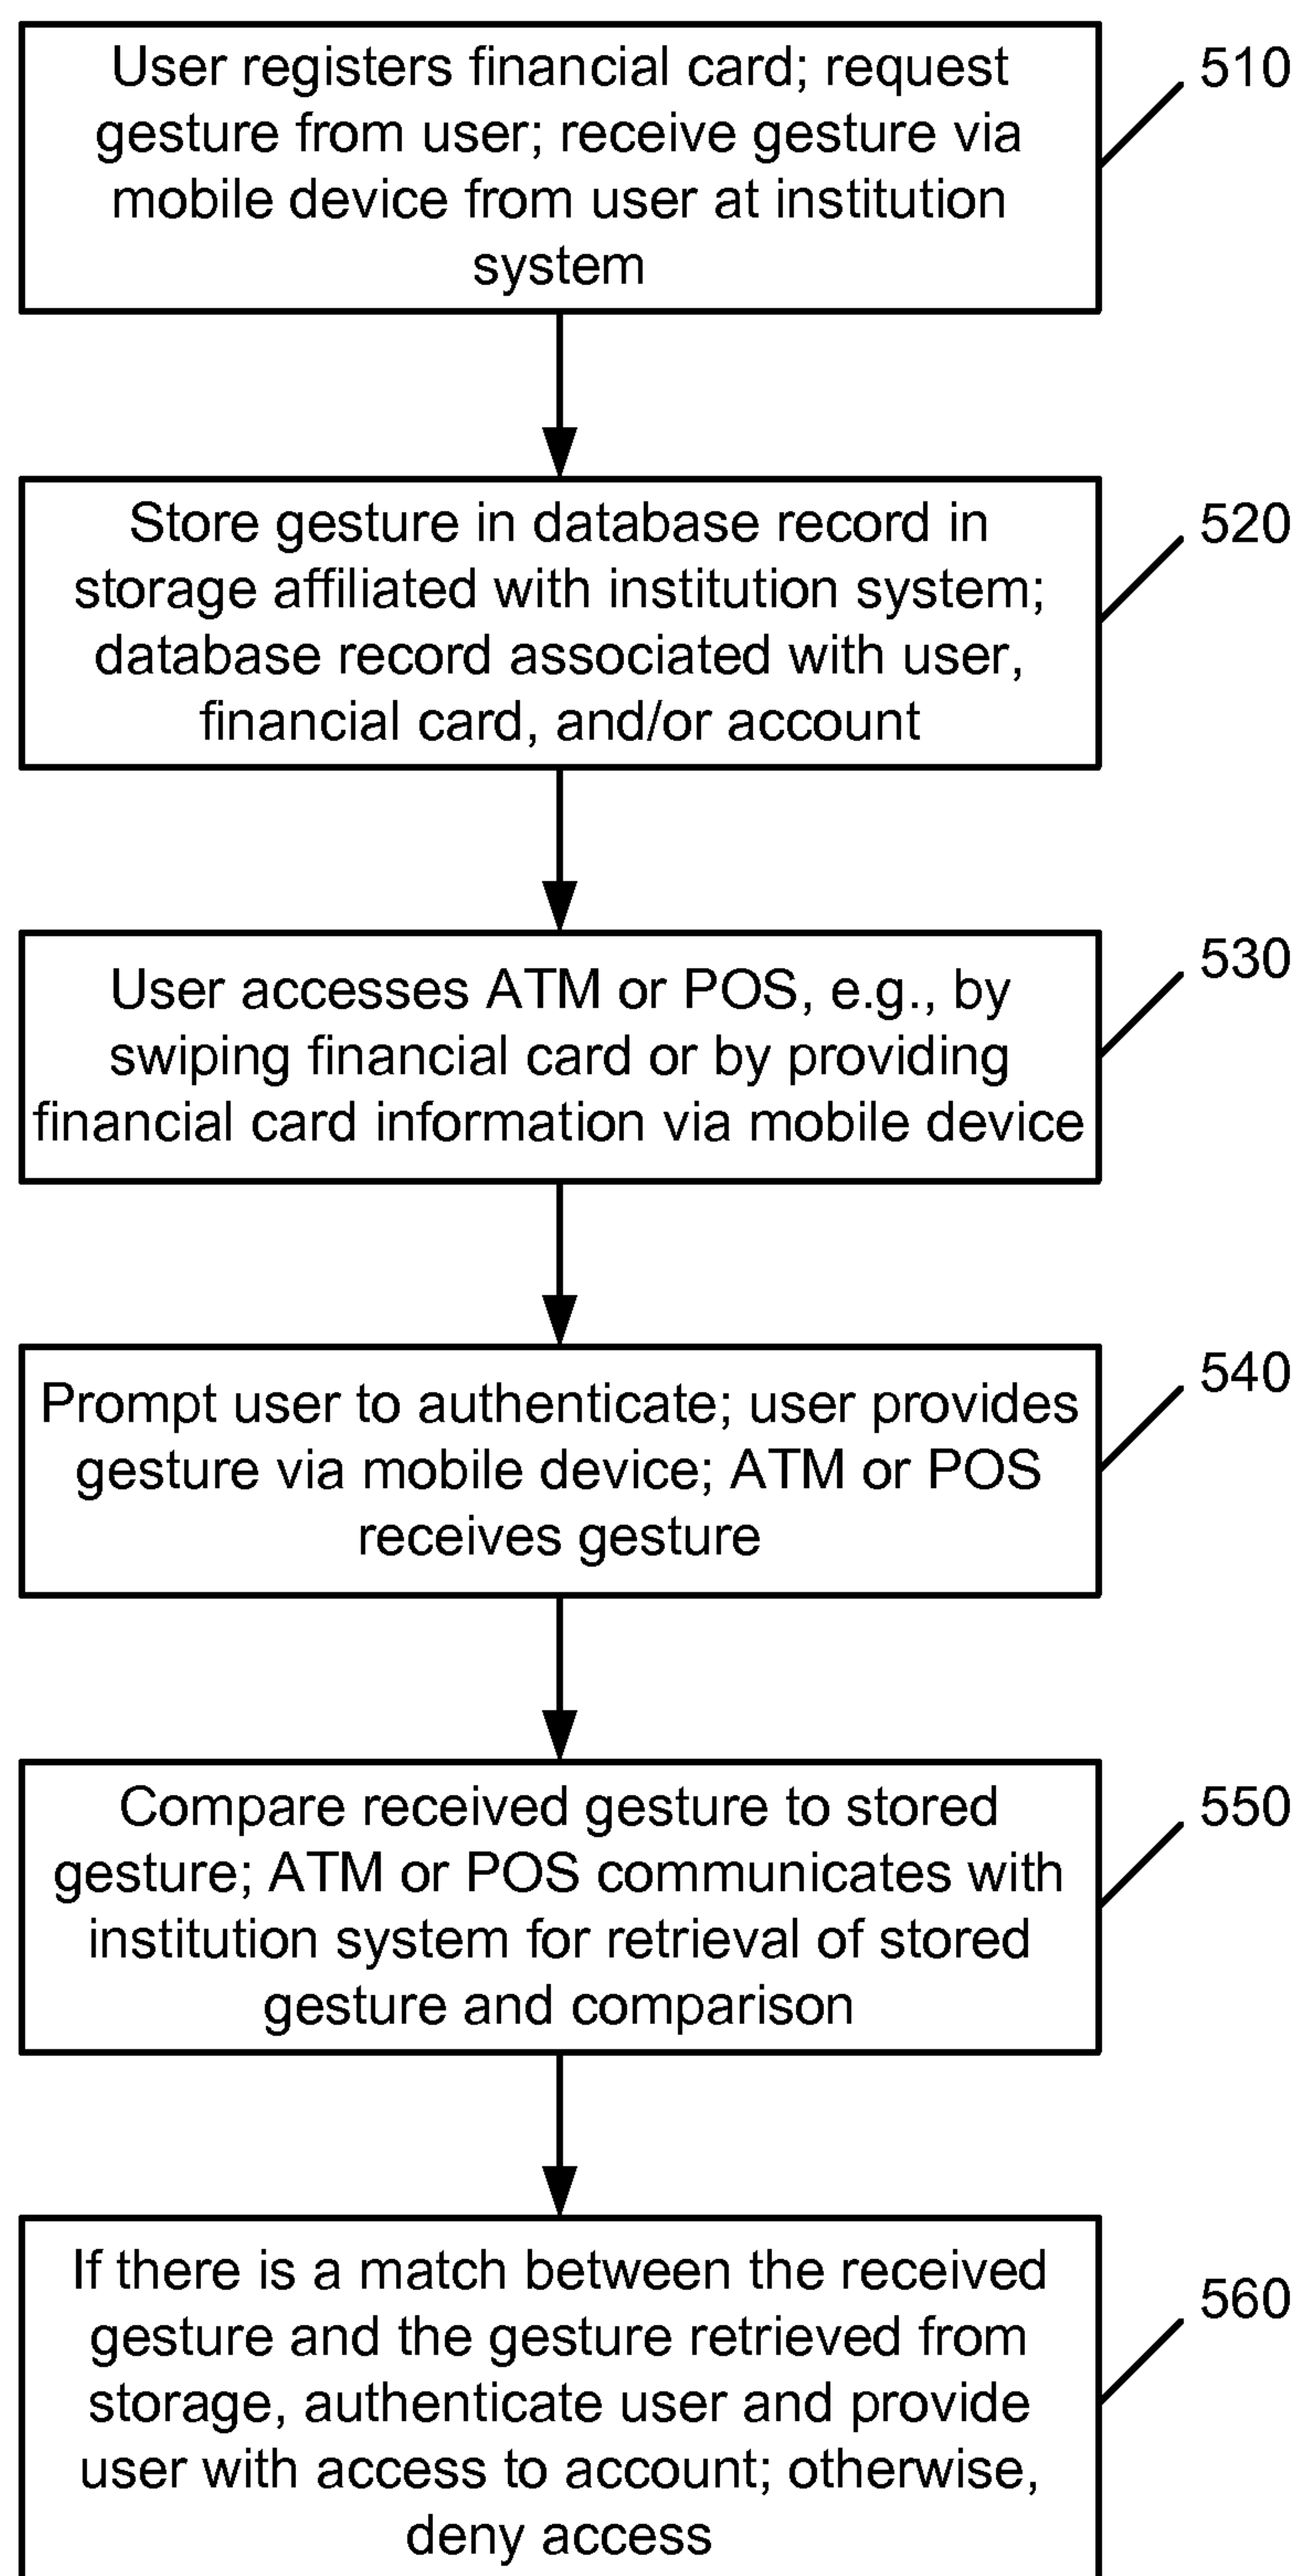 User registers financial card; request
gesture from user; receive gesture via
mobile device from user at institution
system
510
Store gesture in database record in
storage affiliated with institution system;
database record associated with user,
financial card, and/or account
520
User accesses ATM or POS, e.g., by
swiping financial card or by providing
financial card information via mobile device
530
Prompt user to authenticate; user provides
gesture via mobile device; ATM or POS
receives gesture
540
Compare received gesture to stored
gesture; ATM or POS communicates with
institution system for retrieval of stored
gesture and comparison
550
If there is a match between the received
gesture and the gesture retrieved from
storage, authenticate user and provide
user with access to account; otherwise,
deny access
560